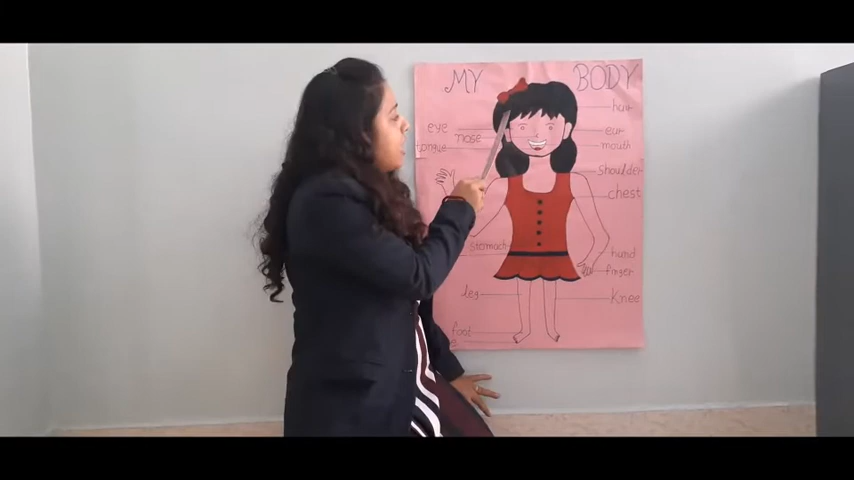 MY BODY
hair
eye
nose
ear
tongue
mouth
shoulder
chest
stomach
hand
finger
leg
Knee
foot